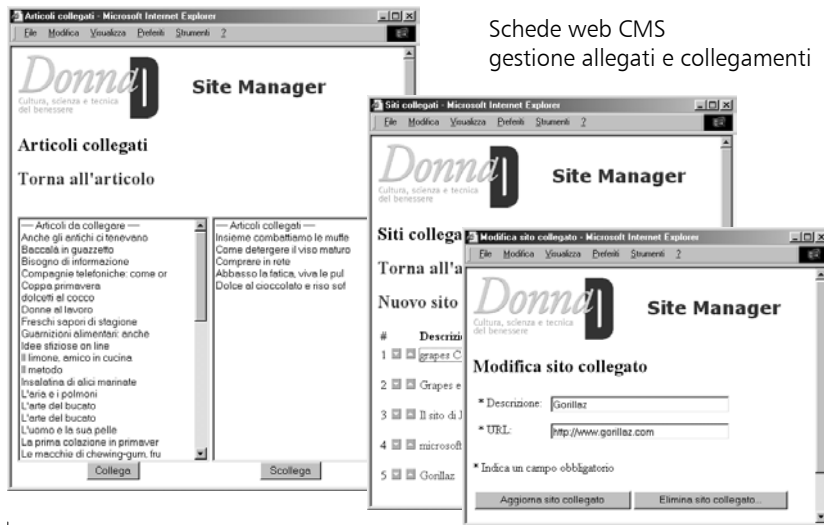 Schede web CMS
gestione allegati e collegamenti
Articoli collegati - Microsoft Internet Explorer
File Modifica Visualizza Preferiti Strumenti ?
DonnaD
Cultura, scienza e tecnica
del benessere
Site Manager
Articoli collegati
Torna all'articolo
---- Articoli da collegare ----
Anche gli antichi ci tenevano
Baccalà in guazzetto
Bisogno di informazione
Compagnie telefoniche: come or
Coppa primavera
dolcetti al cocco
Donne al lavoro
Freschi sapori di stagione
Guarnizioni alimentari: anche
Idee sfiziose on line
Il limone, amico in cucina
Il metodo
Insalatina di alici marinate
L'aria e i polmoni
L'arte del bucato
L'arte del bucato
L'uomo e la sua pelle
La prima colazione in primaver
Le macchie di chewing-gum, fru
Collega
---- Articoli collegati ----
Insieme combattiamo le muffe
Come detergere il viso maturo
Comprare in rete
Abbasso la fatica, viva le pul
Dolce al cioccolato e riso sof
Scollega
Siti collegati - Microsoft Internet Explorer
File Modifica Visualizza Preferiti Strumenti ?
DonnaD
Cultura, scienza e tecnica
del benessere
Site Manager
Siti collega
Torna all'a
Nuovo sito
# Descrizi
1 grapes C
2 Grapes e
3 Il sito di J
4 microsoft
5 Gorillaz
Modifica sito collegato - Microsoft Internet Explorer
File Modifica Visualizza Preferiti Strumenti ?
DonnaD
Cultura, scienza e tecnica
del benessere
Site Manager
Modifica sito collegato
* Descrizione: Gorillaz
* URL: http://www.gorillaz.com
* Indica un campo obbligatorio
Aggiorna sito collegato Elimina sito collegato...